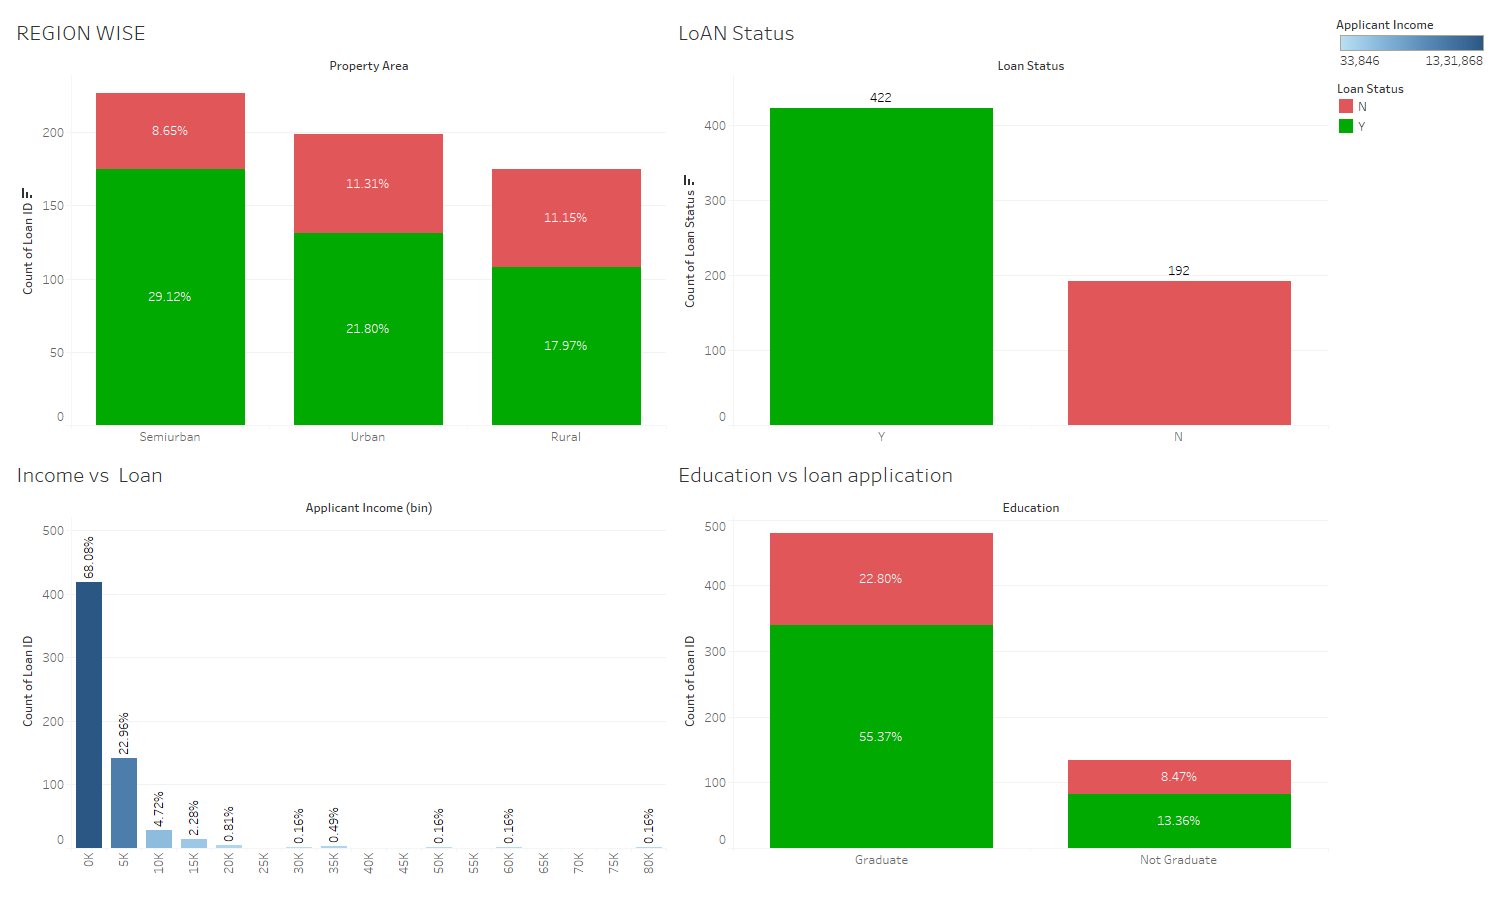 REGION WISE
Property Area
Count of Loan ID
200
150
100
50
0
8.65%
29.12%
11.31%
21.80%
11.15%
17.97%
Semiurban
Urban
Rural
LoAN Status
Loan Status
Count of Loan Status
400
300
200
100
0
422
192
Y
N
Applicant Income
33,846 13,31,868
Loan Status
N
Y
Income vs  Loan
Applicant Income (bin)
Count of Loan ID
500
400
300
200
100
0
68.08%
22.96%
4.72%
2.28%
0.81%
0.16%
0.49%
0.16%
0.16%
0.16%
0K
5K
10K
15K
20K
25K
30K
35K
40K
45K
50K
55K
60K
65K
70K
75K
80K
Education vs loan application
Education
Count of Loan ID
500
400
300
200
100
0
22.80%
55.37%
8.47%
13.36%
Graduate
Not Graduate